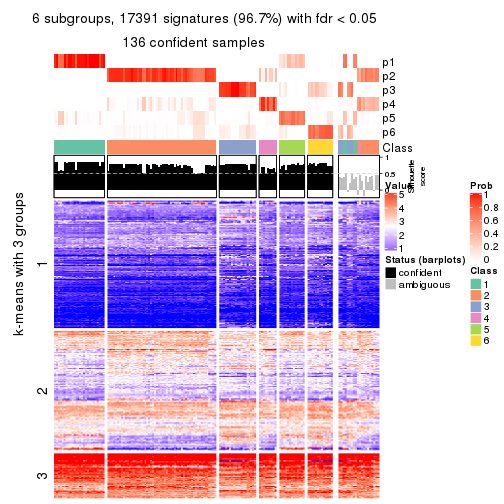 6 subgroups, 17391 signatures (96.7%) with fdr < 0.05
136 confident samples
p1
p2
p3
p4
p5
p6
Class
1
0.5
0
Silhouette
score
k-means with 3 groups
1
2
3
Value
5
4
3
2
1
Status (barplots)
confident
ambiguous
Prob
1
0.8
0.6
0.4
0.2
0
Class
1
2
3
4
5
6